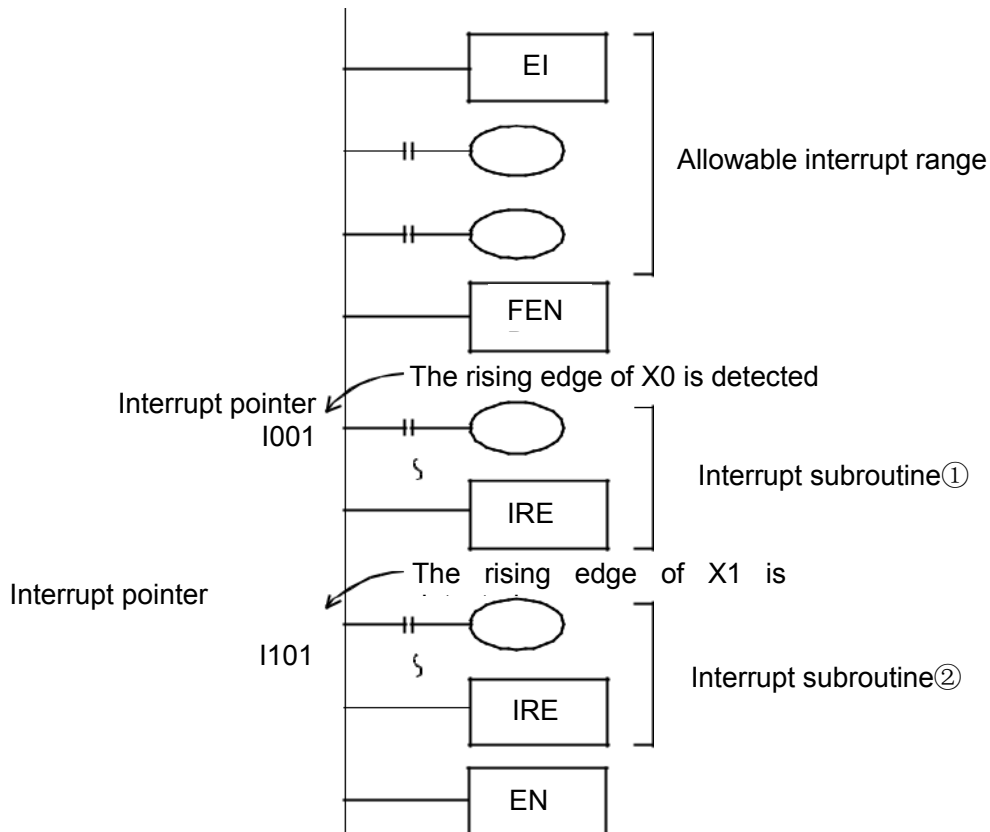 EI
Allowable interrupt range
FEN
The rising edge of X0 is detected
Interrupt pointer
I001
Interrupt subroutine①
IRE
The rising edge of X1 is
Interrupt pointer
I101
Interrupt subroutine②
IRE
EN